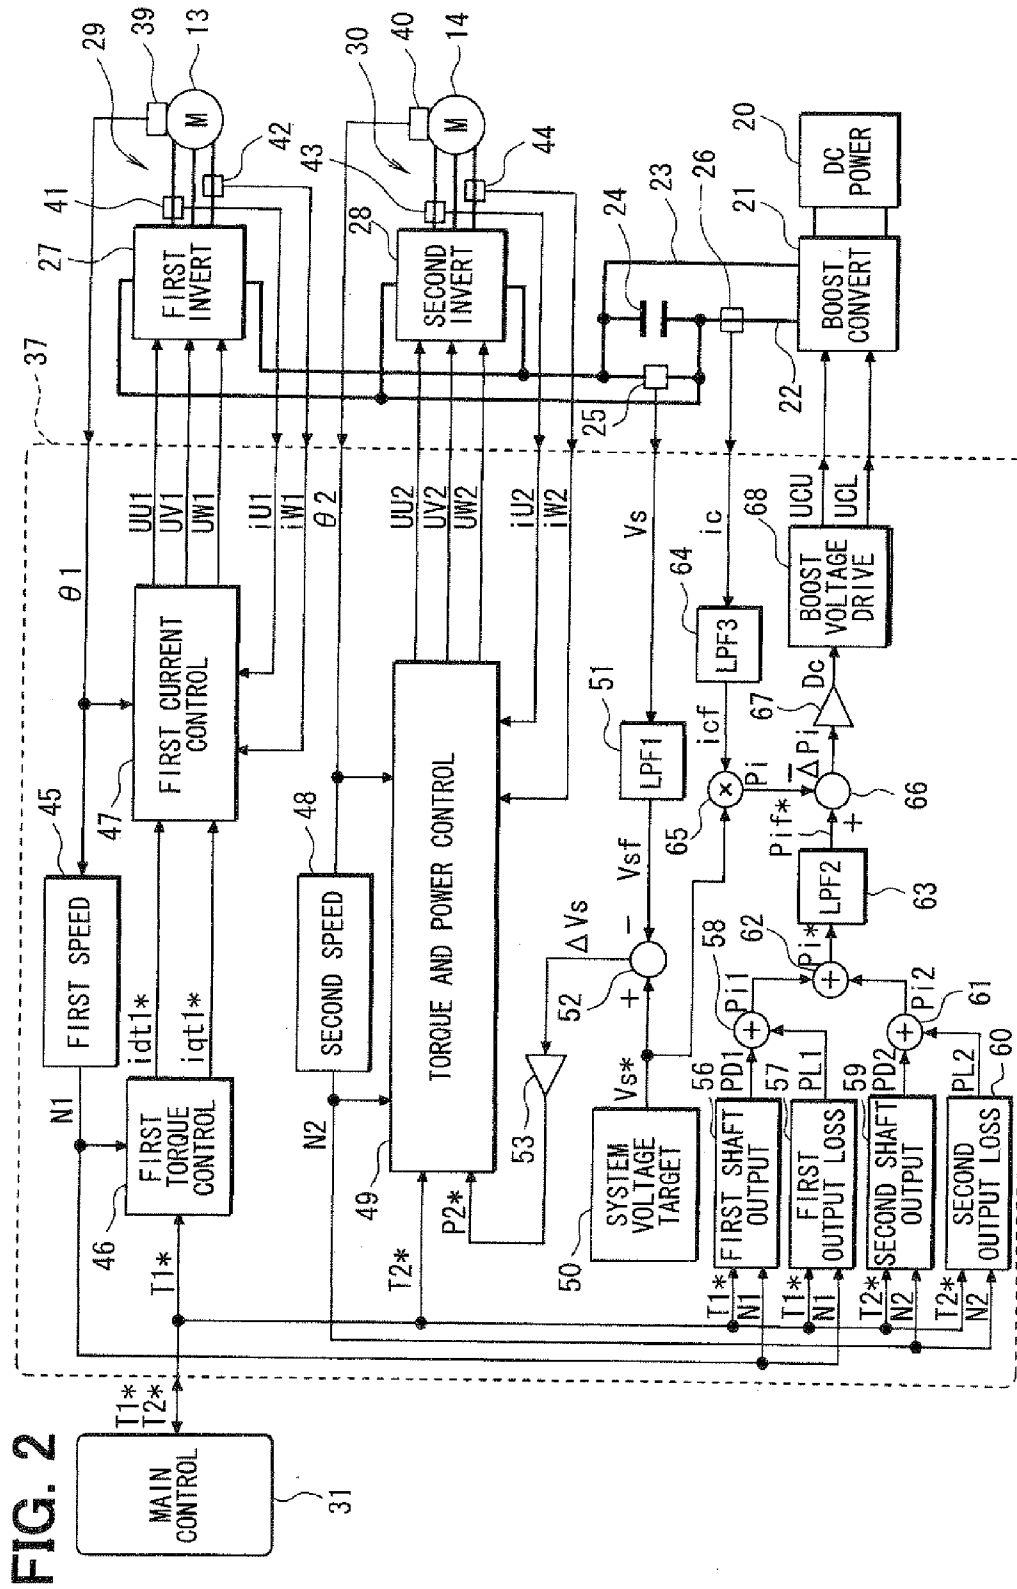 FIG. 2
MAIN
CONTROL
31
T1*
T2*
37
θ1
45
FIRST SPEED
N1
46
FIRST
TORQUE
CONTROL
T1*
idt1*
iqt1*
47
FIRST CURRENT
CONTROL
UU1
UV1
UW1
iU1
iW1
27
FIRST
INVERT
41
42
29
39
13
M
θ2
48
SECOND SPEED
N2
49
TORQUE AND POWER CONTROL
T2*
P2*
UU2
UV2
UW2
iU2
iW2
28
SECOND
INVERT
43
44
30
40
14
M
53
ΔVs
52
+
-
Vsf
51
LPF1
Vs
25
24
23
26
22
21
BOOST
CONVERT
20
DC
POWER
50
SYSTEM
VOLTAGE
TARGET
Vs*
65
×
icf
64
LPF3
ic
Pi
T1*
N1
56
FIRST SHAFT
OUTPUT
PD1
58
+
Pi1
T1*
N1
57
FIRST
OUTPUT LOSS
PL1
T2*
N2
59
SECOND SHAFT
OUTPUT
PD2
+
61
Pi2
T2*
N2
60
SECOND
OUTPUT LOSS
PL2
62
+
Pi*
LPF2
63
Pif*
+
-
66
ΔPi
67
Dc
68
BOOST
VOLTAGE
DRIVE
UCU
UCL